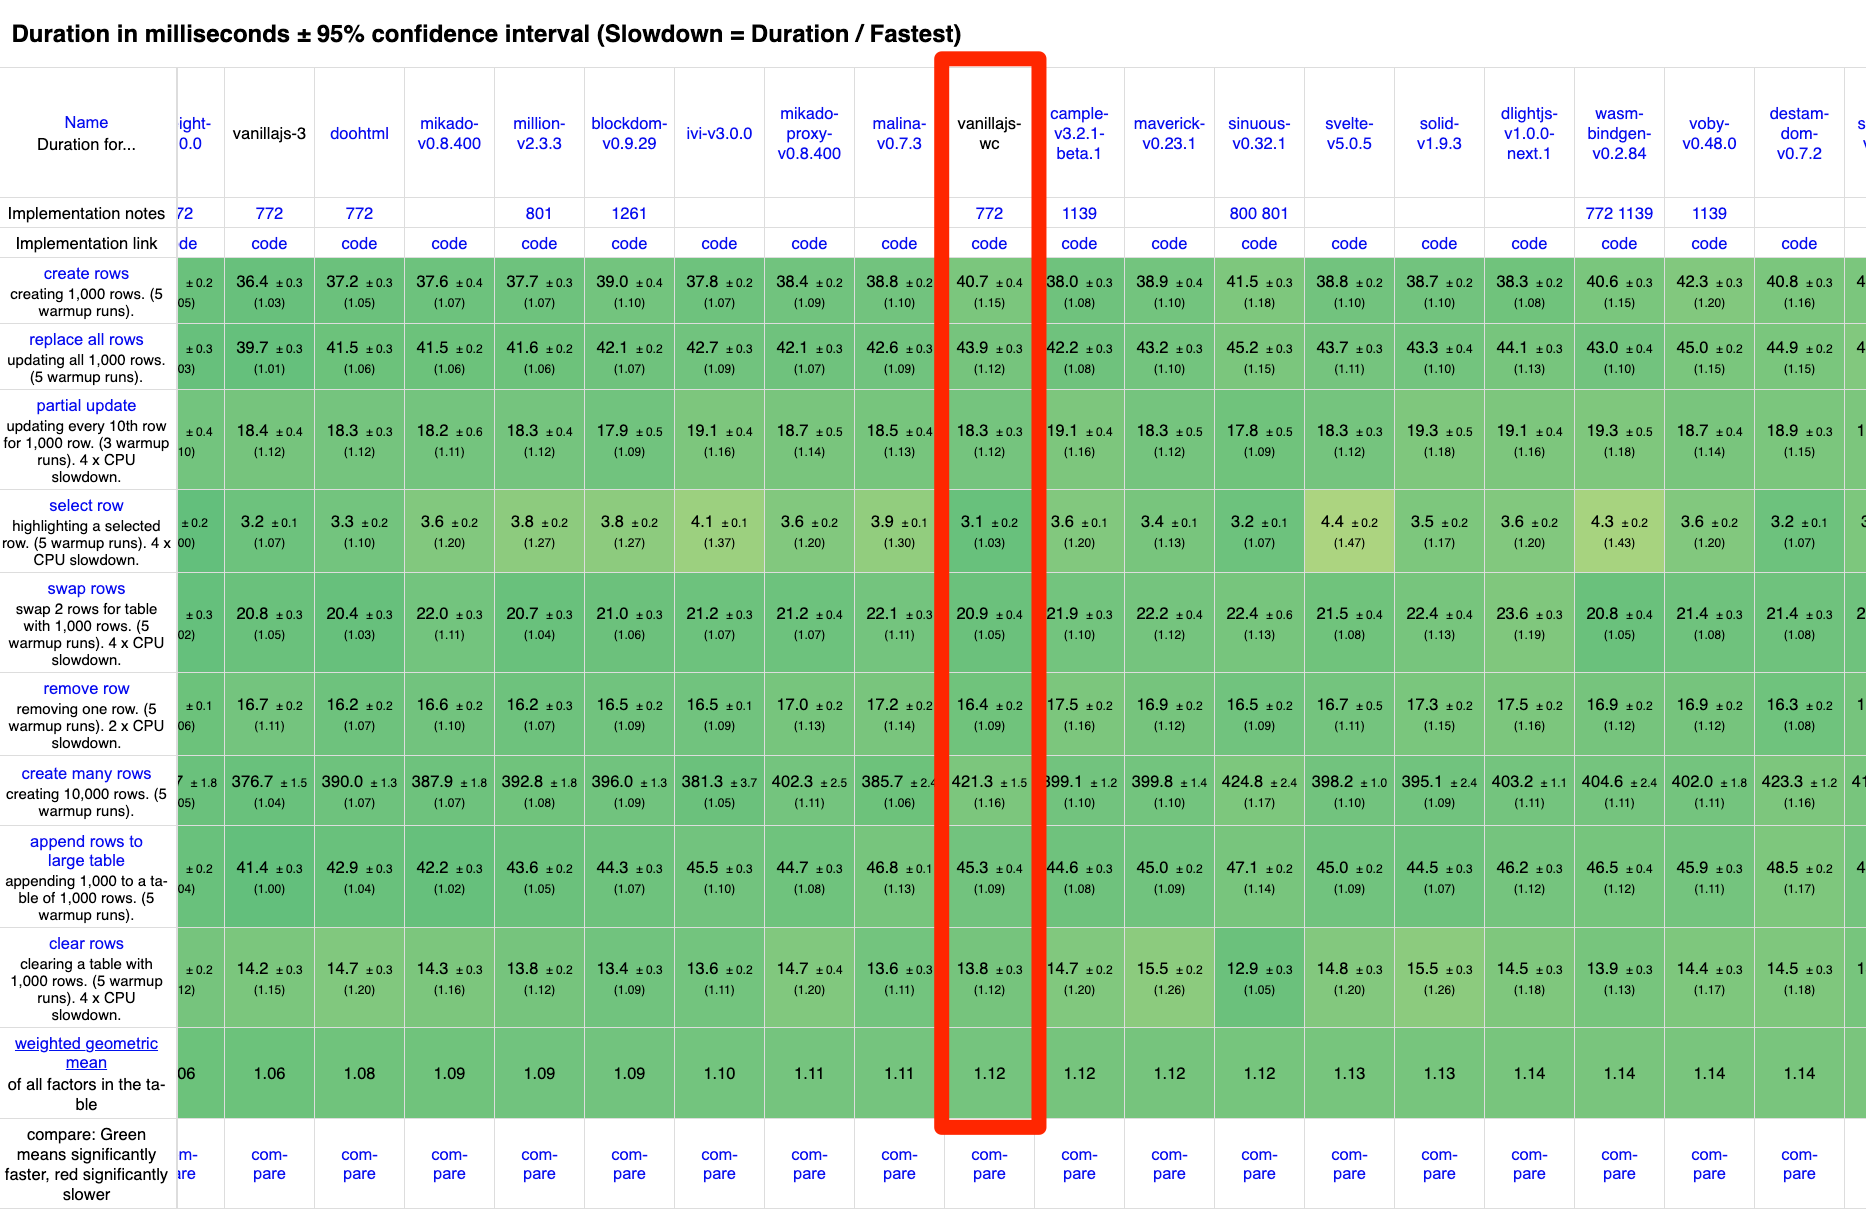 Duration in milliseconds ± 95% confidence interval (Slowdown = Duration / Fastest)
Name
Duration for...
ight-
0.0
vanillajs-3
doohtml
mikado-
v0.8.400
million-
v2.3.3
blockdom-
v0.9.29
ivi-v3.0.0
mikado-
proxy-
v0.8.400
malina-
v0.7.3
vanillajs-
wc
cample-
v3.2.1-
beta.1
maverick-
v0.23.1
sinuous-
v0.32.1
svelte-
v5.0.5
solid-
v1.9.3
dlightjs-
v1.0.0-
next.1
wasm-
bindgen-
v0.2.84
voby-
v0.48.0
destam-
dom-
v0.7.2
s
Implementation notes 72 772 772 801 1261 772 1139 800 801 772 1139 1139
Implementation link de code code code code code code code code code code code code code code code code code code
create rows
creating 1,000 rows. (5
warmup runs).
± 0.2 36.4 ± 0.3 37.2 ± 0.3 37.6 ± 0.4 37.7 ± 0.3 39.0 ± 0.4 37.8 ± 0.2 38.4 ± 0.2 38.8 ± 0.2 40.7 ± 0.4 38.0 ± 0.3 38.9 ± 0.4 41.5 ± 0.3 38.8 ± 0.2 38.7 ± 0.2 38.3 ± 0.2 40.6 ± 0.3 42.3 ± 0.3 40.8 ± 0.3 4
05) (1.03) (1.05) (1.07) (1.07) (1.10) (1.07) (1.09) (1.10) (1.15) (1.08) (1.10) (1.18) (1.10) (1.10) (1.08) (1.15) (1.20) (1.16)
replace all rows
updating all 1,000 rows.
(5 warmup runs).
± 0.3 39.7 ± 0.3 41.5 ± 0.3 41.5 ± 0.2 41.6 ± 0.2 42.1 ± 0.2 42.7 ± 0.3 42.1 ± 0.3 42.6 ± 0.3 43.9 ± 0.3 42.2 ± 0.3 43.2 ± 0.3 45.2 ± 0.3 43.7 ± 0.3 43.3 ± 0.4 44.1 ± 0.3 43.0 ± 0.4 45.0 ± 0.2 44.9 ± 0.2 4
03) (1.01) (1.06) (1.06) (1.06) (1.07) (1.09) (1.07) (1.09) (1.12) (1.08) (1.10) (1.15) (1.11) (1.10) (1.13) (1.10) (1.15) (1.15)
partial update
updating every 10th row
for 1,000 row. (3 warmup
runs). 4 x CPU
slowdown.
± 0.4 18.4 ± 0.4 18.3 ± 0.3 18.2 ± 0.6 18.3 ± 0.4 17.9 ± 0.5 19.1 ± 0.4 18.7 ± 0.5 18.5 ± 0.4 18.3 ± 0.3 19.1 ± 0.4 18.3 ± 0.5 17.8 ± 0.5 18.3 ± 0.3 19.3 ± 0.5 19.1 ± 0.4 19.3 ± 0.5 18.7 ± 0.4 18.9 ± 0.3 1
10) (1.12) (1.12) (1.11) (1.12) (1.09) (1.16) (1.14) (1.13) (1.12) (1.16) (1.12) (1.09) (1.12) (1.18) (1.16) (1.18) (1.14) (1.15)
select row
highlighting a selected
row. (5 warmup runs). 4 x
CPU slowdown.
± 0.2 3.2 ± 0.1 3.3 ± 0.2 3.6 ± 0.2 3.8 ± 0.2 3.8 ± 0.2 4.1 ± 0.1 3.6 ± 0.2 3.9 ± 0.1 3.1 ± 0.2 3.6 ± 0.1 3.4 ± 0.1 3.2 ± 0.1 4.4 ± 0.2 3.5 ± 0.2 3.6 ± 0.2 4.3 ± 0.2 3.6 ± 0.2 3.2 ± 0.1
00) (1.07) (1.10) (1.20) (1.27) (1.27) (1.37) (1.20) (1.30) (1.03) (1.20) (1.13) (1.07) (1.47) (1.17) (1.20) (1.43) (1.20) (1.07)
swap rows
swap 2 rows for table
with 1,000 rows. (5
warmup runs). 4 x CPU
slowdown.
± 0.3 20.8 ± 0.3 20.4 ± 0.3 22.0 ± 0.3 20.7 ± 0.3 21.0 ± 0.3 21.2 ± 0.3 21.2 ± 0.4 22.1 ± 0.3 20.9 ± 0.4 21.9 ± 0.3 22.2 ± 0.4 22.4 ± 0.6 21.5 ± 0.4 22.4 ± 0.4 23.6 ± 0.3 20.8 ± 0.4 21.4 ± 0.3 21.4 ± 0.3 2
02) (1.05) (1.03) (1.11) (1.04) (1.06) (1.07) (1.07) (1.11) (1.05) (1.10) (1.12) (1.13) (1.08) (1.13) (1.19) (1.05) (1.08) (1.08)
remove row
removing one row. (5
warmup runs). 2 x CPU
slowdown.
± 0.1 16.7 ± 0.2 16.2 ± 0.2 16.6 ± 0.2 16.2 ± 0.3 16.5 ± 0.2 16.5 ± 0.1 17.0 ± 0.2 17.2 ± 0.2 16.4 ± 0.2 17.5 ± 0.2 16.9 ± 0.2 16.5 ± 0.2 16.7 ± 0.5 17.3 ± 0.2 17.5 ± 0.2 16.9 ± 0.2 16.9 ± 0.2 16.3 ± 0.2 1
06) (1.11) (1.07) (1.10) (1.07) (1.09) (1.09) (1.13) (1.14) (1.09) (1.16) (1.12) (1.09) (1.11) (1.15) (1.16) (1.12) (1.12) (1.08)
create many rows
creating 10,000 rows. (5
warmup runs).
7 ± 1.8 376.7 ± 1.5 390.0 ± 1.3 387.9 ± 1.8 392.8 ± 1.8 396.0 ± 1.3 381.3 ± 3.7 402.3 ± 2.5 385.7 ± 2.4 421.3 ± 1.5 399.1 ± 1.2 399.8 ± 1.4 424.8 ± 2.4 398.2 ± 1.0 395.1 ± 2.4 403.2 ± 1.1 404.6 ± 2.4 402.0 ± 1.8 423.3 ± 1.2 41
05) (1.04) (1.07) (1.07) (1.08) (1.09) (1.05) (1.11) (1.06) (1.16) (1.10) (1.10) (1.17) (1.10) (1.09) (1.11) (1.11) (1.11) (1.16)
append rows to
large table
appending 1,000 to a ta-
ble of 1,000 rows. (5
warmup runs).
± 0.2 41.4 ± 0.3 42.9 ± 0.3 42.2 ± 0.3 43.6 ± 0.2 44.3 ± 0.3 45.5 ± 0.3 44.7 ± 0.3 46.8 ± 0.1 45.3 ± 0.4 44.6 ± 0.3 45.0 ± 0.2 47.1 ± 0.2 45.0 ± 0.2 44.5 ± 0.3 46.2 ± 0.3 46.5 ± 0.4 45.9 ± 0.3 48.5 ± 0.2 4
04) (1.00) (1.04) (1.02) (1.05) (1.07) (1.10) (1.08) (1.13) (1.09) (1.08) (1.09) (1.14) (1.09) (1.07) (1.12) (1.12) (1.11) (1.17)
clear rows
clearing a table with
1,000 rows. (5 warmup
runs). 4 x CPU
slowdown.
± 0.2 14.2 ± 0.3 14.7 ± 0.3 14.3 ± 0.3 13.8 ± 0.2 13.4 ± 0.3 13.6 ± 0.2 14.7 ± 0.4 13.6 ± 0.3 13.8 ± 0.3 14.7 ± 0.2 15.5 ± 0.2 12.9 ± 0.3 14.8 ± 0.3 15.5 ± 0.3 14.5 ± 0.3 13.9 ± 0.3 14.4 ± 0.3 14.5 ± 0.3 1
12) (1.15) (1.20) (1.16) (1.12) (1.09) (1.11) (1.20) (1.11) (1.12) (1.20) (1.26) (1.05) (1.20) (1.26) (1.18) (1.13) (1.17) (1.18)
weighted geometric
mean
of all factors in the ta-
ble
06 1.06 1.08 1.09 1.09 1.09 1.10 1.11 1.11 1.12 1.12 1.12 1.12 1.13 1.13 1.14 1.14 1.14 1.14
compare: Green
means significantly
faster, red significantly
slower
m- com- com- com- com- com- com- com- com- com- com- com- com- com- com- com- com- com- com-
are pare pare pare pare pare pare pare pare pare pare pare pare pare pare pare pare pare pare